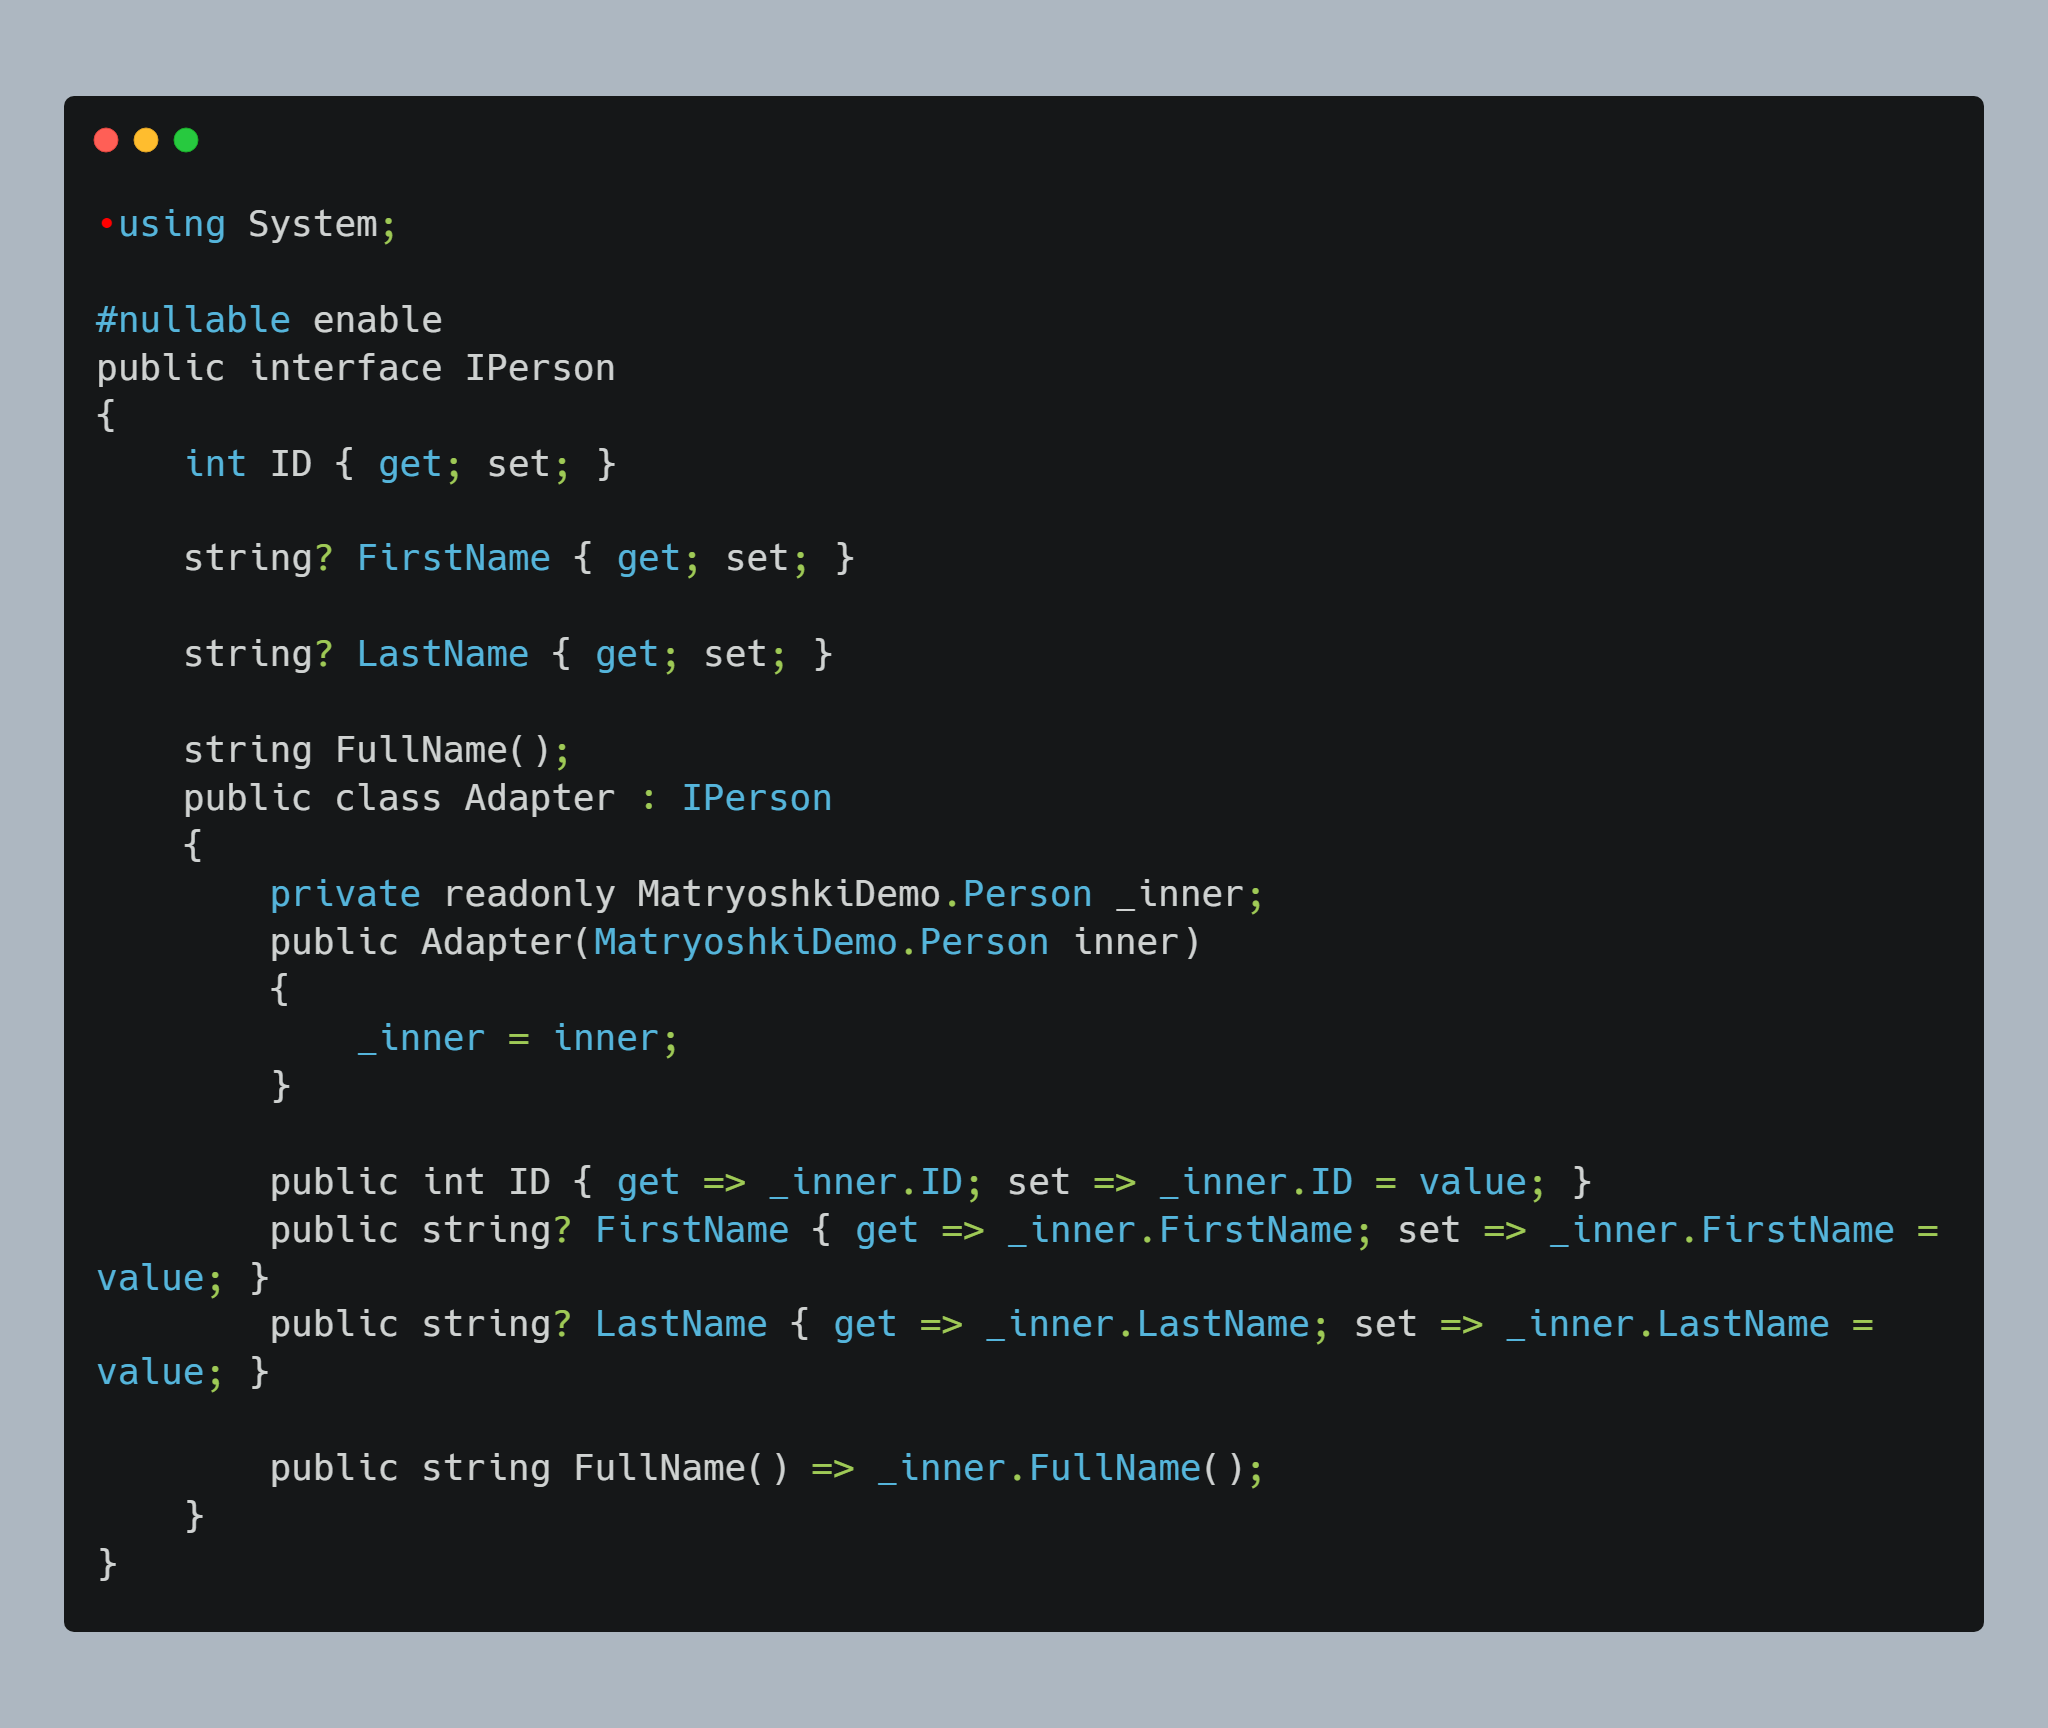 •using System;

#nullable enable
public interface IPerson
{
    int ID { get; set; }

    string? FirstName { get; set; }

    string? LastName { get; set; }

    string FullName();
    public class Adapter : IPerson
    {
        private readonly MatryoshkiDemo.Person _inner;
        public Adapter(MatryoshkiDemo.Person inner)
        {
            _inner = inner;
        }

        public int ID { get => _inner.ID; set => _inner.ID = value; }
        public string? FirstName { get => _inner.FirstName; set => _inner.FirstName =
value; }
        public string? LastName { get => _inner.LastName; set => _inner.LastName =
value; }

        public string FullName() => _inner.FullName();
    }
}